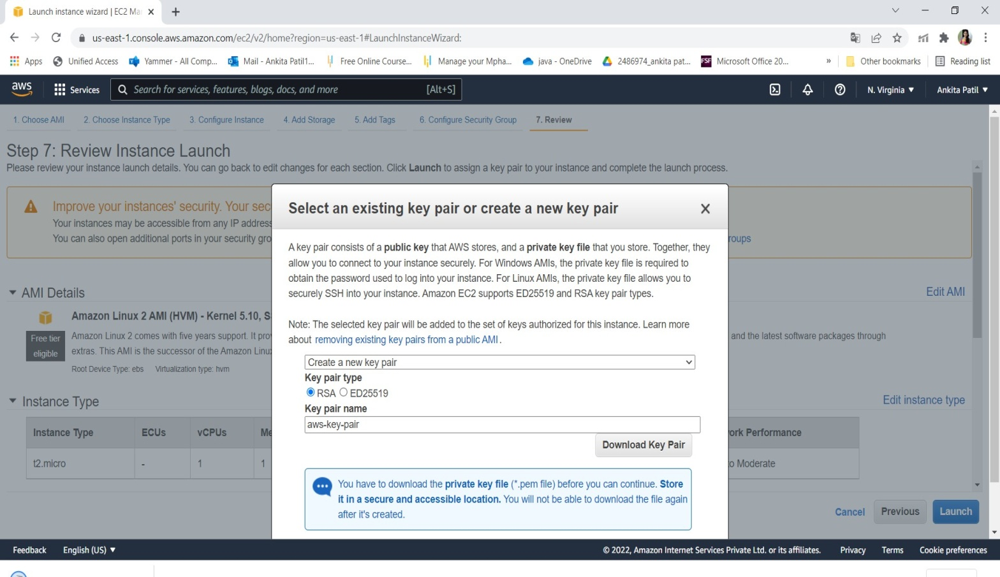 Launch instance wizard | EC2 Ma
us-east-1.console.aws.amazon.com/ec2/v2/home?region=us-east-1#LaunchInstanceWizard:
Apps Unified Access Yammer - All Comp... Mail - Ankita Patil1... Free Online Course... Manage your Mpha... java - OneDrive 2486974_ankita pat... FSF Microsoft Office 20... » Other bookmarks Reading list
aws Services Search for services, features, blogs, docs, and more [Alt+S] N. Virginia ▼ Ankita Patil ▼
1. Choose AMI 2. Choose Instance Type 3. Configure Instance 4. Add Storage 5. Add Tags 6. Configure Security Group 7. Review
Step 7: Review Instance Launch
Please review your instance launch details. You can go back to edit changes for each section. Click Launch to assign a key pair to your instance and complete the launch process.
Improve your instances' security. Your sec
Your instances may be accessible from any IP address
You can also open additional ports in your security gro
roups
AMI Details
Edit AMI
Amazon Linux 2 AMI (HVM) - Kernel 5.10, S
Free tier
eligible
Amazon Linux 2 comes with five years support. It pro
and the latest software packages through
extras. This AMI is the successor of the Amazon Linu
Root Device Type: ebs Virtualization type: hvm
Instance Type
Edit instance type
Instance Type ECUs vCPUs Me
ork Performance
t2.micro - 1 1
to Moderate
Select an existing key pair or create a new key pair
A key pair consists of a public key that AWS stores, and a private key file that you store. Together, they
allow you to connect to your instance securely. For Windows AMIs, the private key file is required to
obtain the password used to log into your instance. For Linux AMIs, the private key file allows you to
securely SSH into your instance. Amazon EC2 supports ED25519 and RSA key pair types.
Note: The selected key pair will be added to the set of keys authorized for this instance. Learn more
about removing existing key pairs from a public AMI.
Create a new key pair
Key pair type
RSA ED25519
Key pair name
aws-key-pair
Download Key Pair
You have to download the private key file (*.pem file) before you can continue. Store
it in a secure and accessible location. You will not be able to download the file again
after it's created.
Cancel Previous Launch
Feedback English (US) ▼ © 2022, Amazon Internet Services Private Ltd. or its affiliates. Privacy Terms Cookie preferences